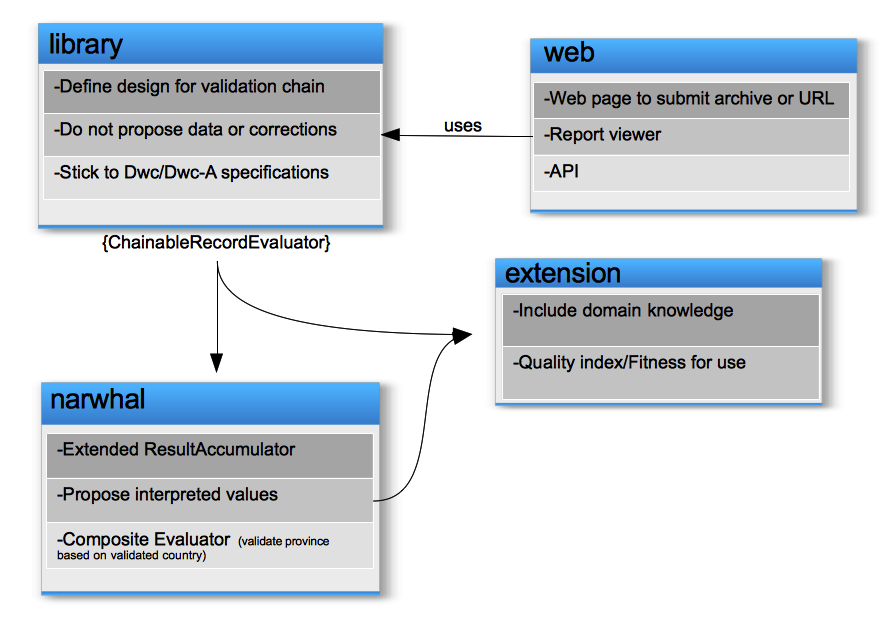 library
-Define design for validation chain
-Do not propose data or corrections
-Stick to Dwc/Dwc-A specifications
{ChainableRecordEvaluator}
uses
web
-Web page to submit archive or URL
-Report viewer
-API
extension
-Include domain knowledge
-Quality index/Fitness for use
narwhal
-Extended ResultAccumulator
-Propose interpreted values
-Composite Evaluator (validate province
based on validated country)